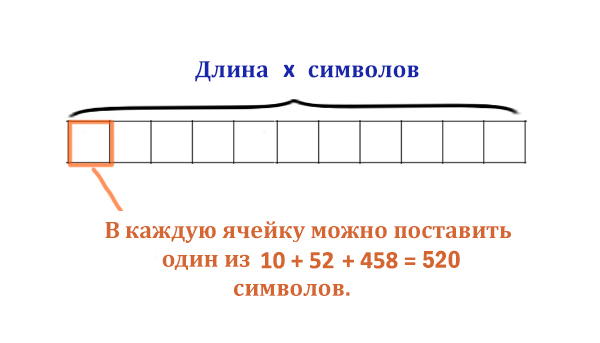 Длина x символов
В каждую ячейку можно поставить
один из 10 + 52 + 458 = 520
символов.